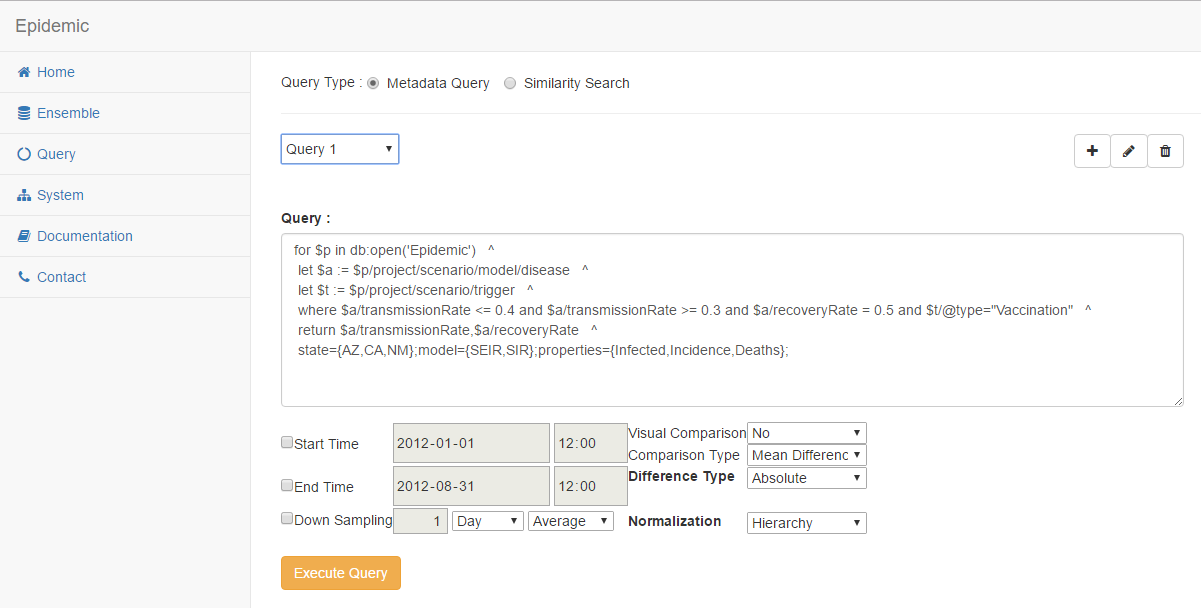 Epidemic
Home
Ensemble
Query
System
Documentation
Contact
Query Type : Metadata Query Similarity Search
Query 1
Query :
for $p in db:open('Epidemic') ^
let $a := $p/project/scenario/model/disease ^
let $t := $p/project/scenario/trigger ^
where $a/transmissionRate <= 0.4 and $a/transmissionRate >= 0.3 and $a/recoveryRate = 0.5 and $t/@type="Vaccination" ^
return $a/transmissionRate,$a/recoveryRate ^
state={AZ,CA,NM};model={SEIR,SIR};properties={Infected,Incidence,Deaths};
Start Time 2012-01-01 12:00 Visual Comparison No
Comparison Type Mean Differenc
End Time 2012-08-31 12:00 Difference Type Absolute
Down Sampling 1 Day Average Normalization Hierarchy
Execute Query